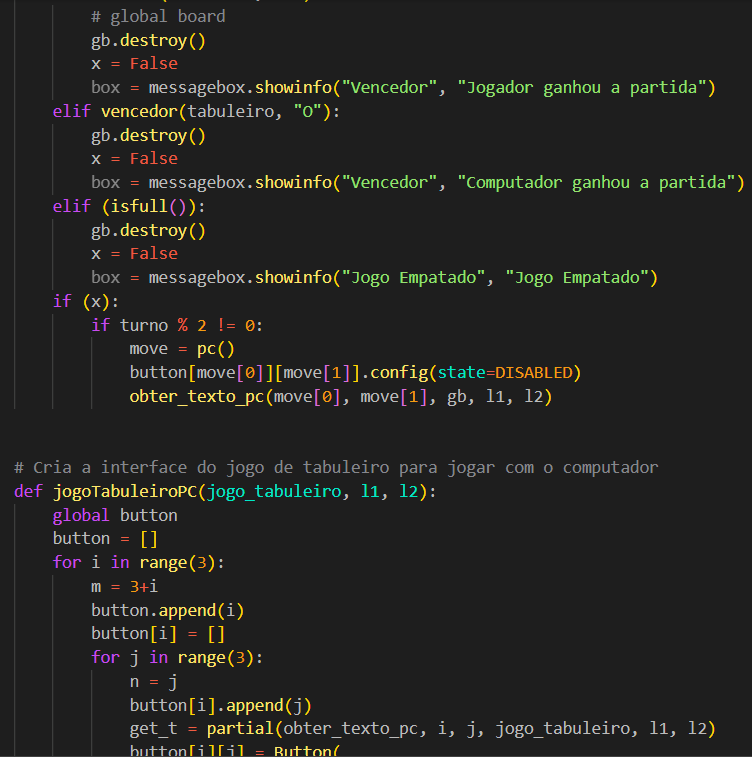 # global board
gb.destroy()
x = False
box = messagebox.showinfo("Vencedor", "Jogador ganhou a partida")
elif vencedor(tabuleiro, "O"):
gb.destroy()
x = False
box = messagebox.showinfo("Vencedor", "Computador ganhou a partida")
elif (isfull()):
gb.destroy()
x = False
box = messagebox.showinfo("Jogo Empatado", "Jogo Empatado")
if (x):
if turno % 2 != 0:
move = pc()
button[move[0]][move[1]].config(state=DISABLED)
obter_texto_pc(move[0], move[1], gb, l1, l2)
# Cria a interface do jogo de tabuleiro para jogar com o computador
def jogoTabuleiroPC(jogo_tabuleiro, l1, l2):
global button
button = []
for i in range(3):
m = 3+i
button.append(i)
button[i] = []
for j in range(3):
n = j
button[i].append(j)
get_t = partial(obter_texto_pc, i, j, jogo_tabuleiro, l1, l2)
button[i][j] = Button(